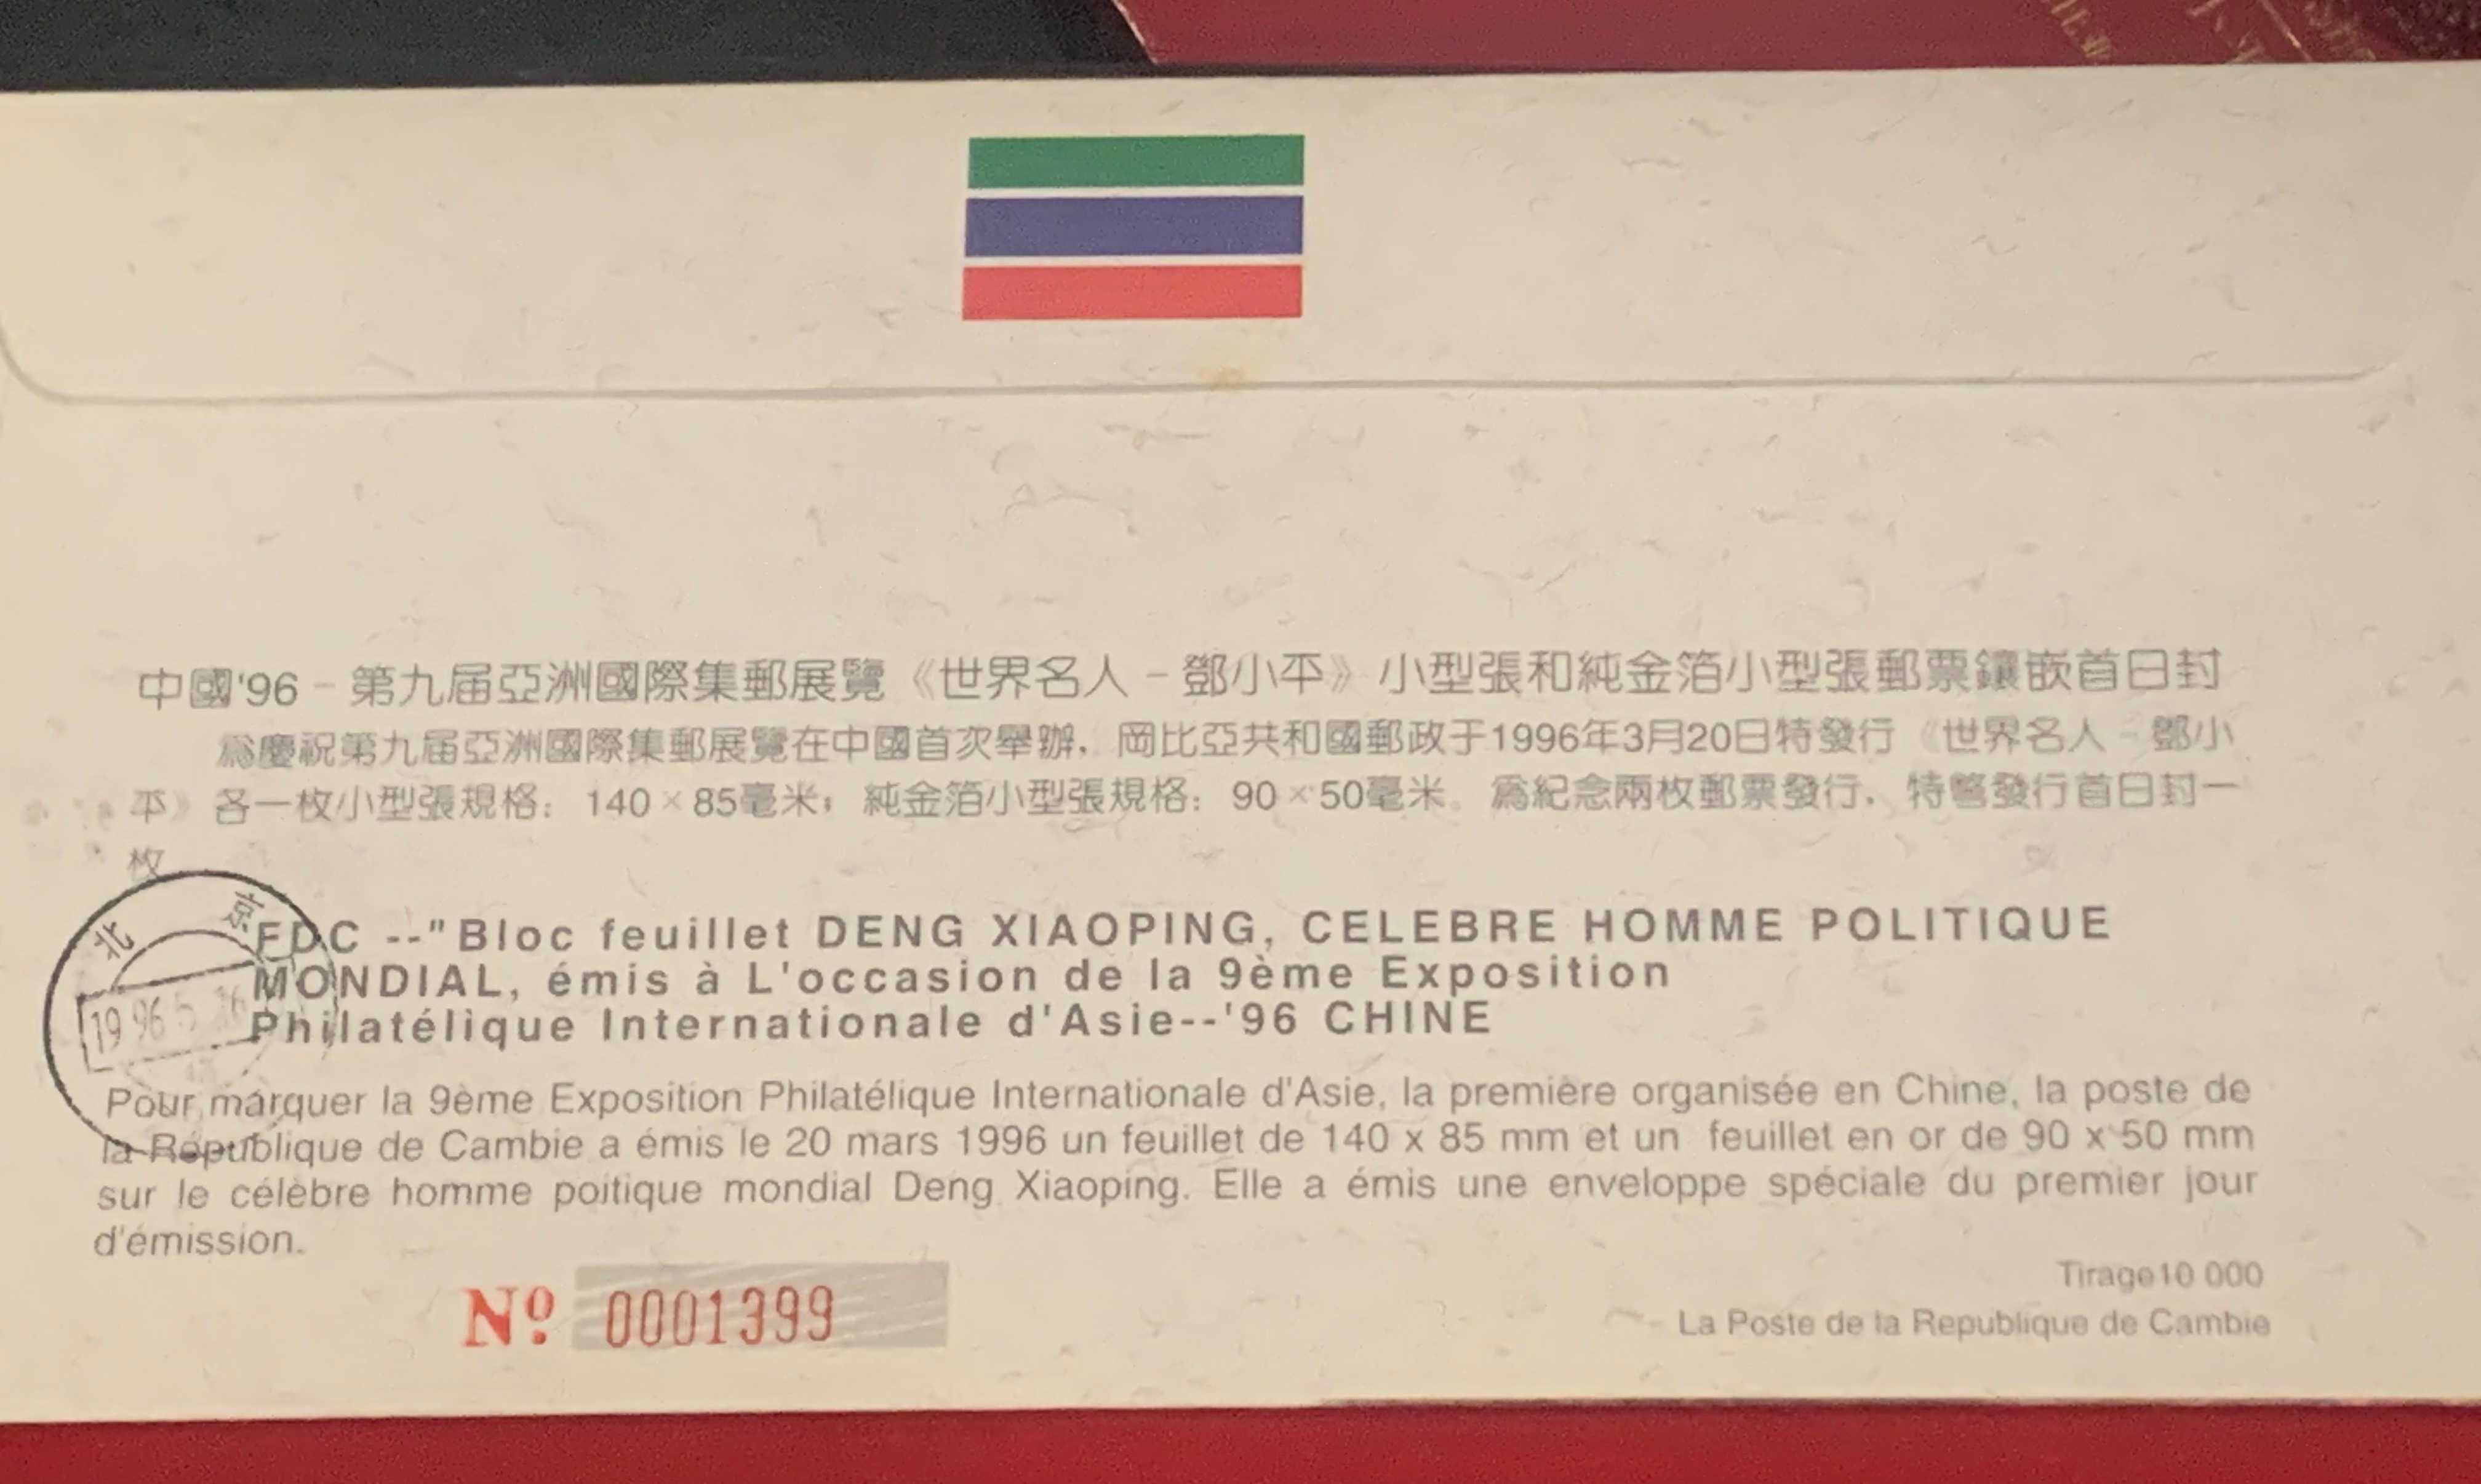 中國'96－第九届亞洲國際集郵展覽《世界名人－鄧小平》小型張和純金箔小型張郵票鑲嵌首日封
爲慶祝第九届亞洲國際集郵展覽在中國首次舉辦，岡比亞共和國郵政于1996年3月20日特發行《世界名人－鄧小
平》各一枚小型張規格：140×85毫米；純金箔小型張規格：90×50毫米。爲紀念兩枚郵票發行，特發行首日封一
枚
北京
1996 5
FDC --"Bloc feuillet DENG XIAOPING, CELEBRE HOMME POLITIQUE
MONDIAL, émis à L'occasion de la 9ème Exposition
Philatélique Internationale d'Asie--'96 CHINE
Pour marquer la 9ème Exposition Philatélique Internationale d'Asie, la première organisée en Chine, la poste de
la République de Cambie a émis le 20 mars 1996 un feuillet de 140 x 85 mm et un feuillet en or de 90 x 50 mm
sur le célèbre homme poitique mondial Deng Xiaoping. Elle a émis une enveloppe spéciale du premier jour
d'émission.
Nº 0001399
Tirage10 000
La Poste de la Republique de Cambie